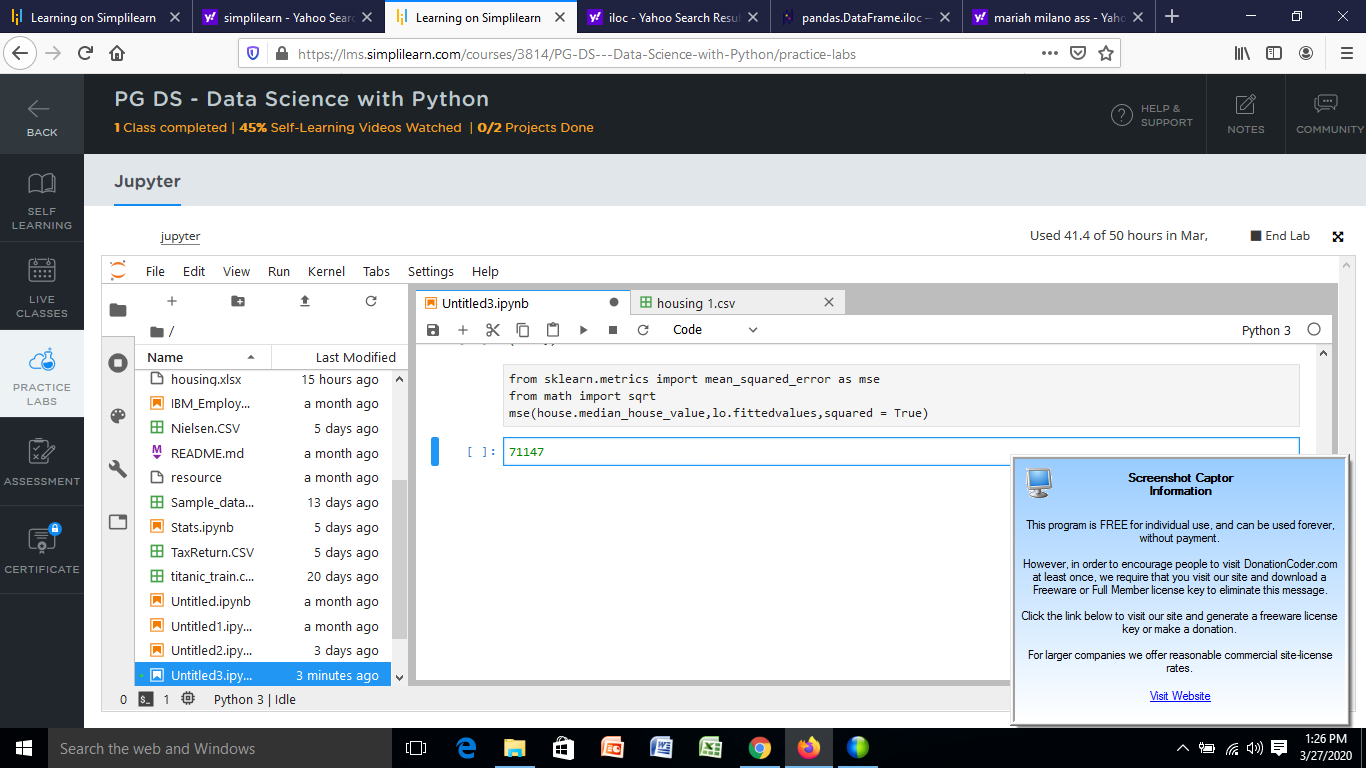 Learning on Simplilearn
simplilearn - Yahoo Sear
Learning on Simplilearn
iloc - Yahoo Search Resul
pandas.DataFrame.iloc —
mariah milano ass - Yaho
https://lms.simplilearn.com/courses/3814/PG-DS---Data-Science-with-Python/practice-labs
BACK
PG DS - Data Science with Python
1 Class completed | 45% Self-Learning Videos Watched | 0/2 Projects Done
HELP &
SUPPORT
NOTES
COMMUNITY
SELF
LEARNING
LIVE
CLASSES
PRACTICE
LABS
ASSESSMENT
CERTIFICATE
Jupyter
jupyter
Used 41.4 of 50 hours in Mar,
End Lab
File Edit View Run Kernel Tabs Settings Help
/
Name Last Modified
housing.xlsx 15 hours ago
IBM_Employ... a month ago
Nielsen.CSV 5 days ago
README.md a month ago
resource a month ago
Sample_data... 13 days ago
Stats.ipynb 5 days ago
TaxReturn.CSV 5 days ago
titanic_train.c... 20 days ago
Untitled.ipynb a month ago
Untitled1.ipy... a month ago
Untitled2.ipy... 3 days ago
Untitled3.ipy... 3 minutes ago
Untitled3.ipynb
housing 1.csv
Code
Python 3
from sklearn.metrics import mean_squared_error as mse
from math import sqrt
mse(house.median_house_value,lo.fittedvalues,squared = True)
[ ]: 71147
Screenshot Captor
Information
This program is FREE for individual use, and can be used forever,
without payment.
However, in order to encourage people to visit DonationCoder.com
at least once, we require that you visit our site and download a
Freeware or Full Member license key to eliminate this message.
Click the link below to visit our site and generate a freeware license
key or make a donation.
For larger companies we offer reasonable commercial site-license
rates.
Visit Website
0 1 Python 3 | Idle
Search the web and Windows
1:26 PM
3/27/2020